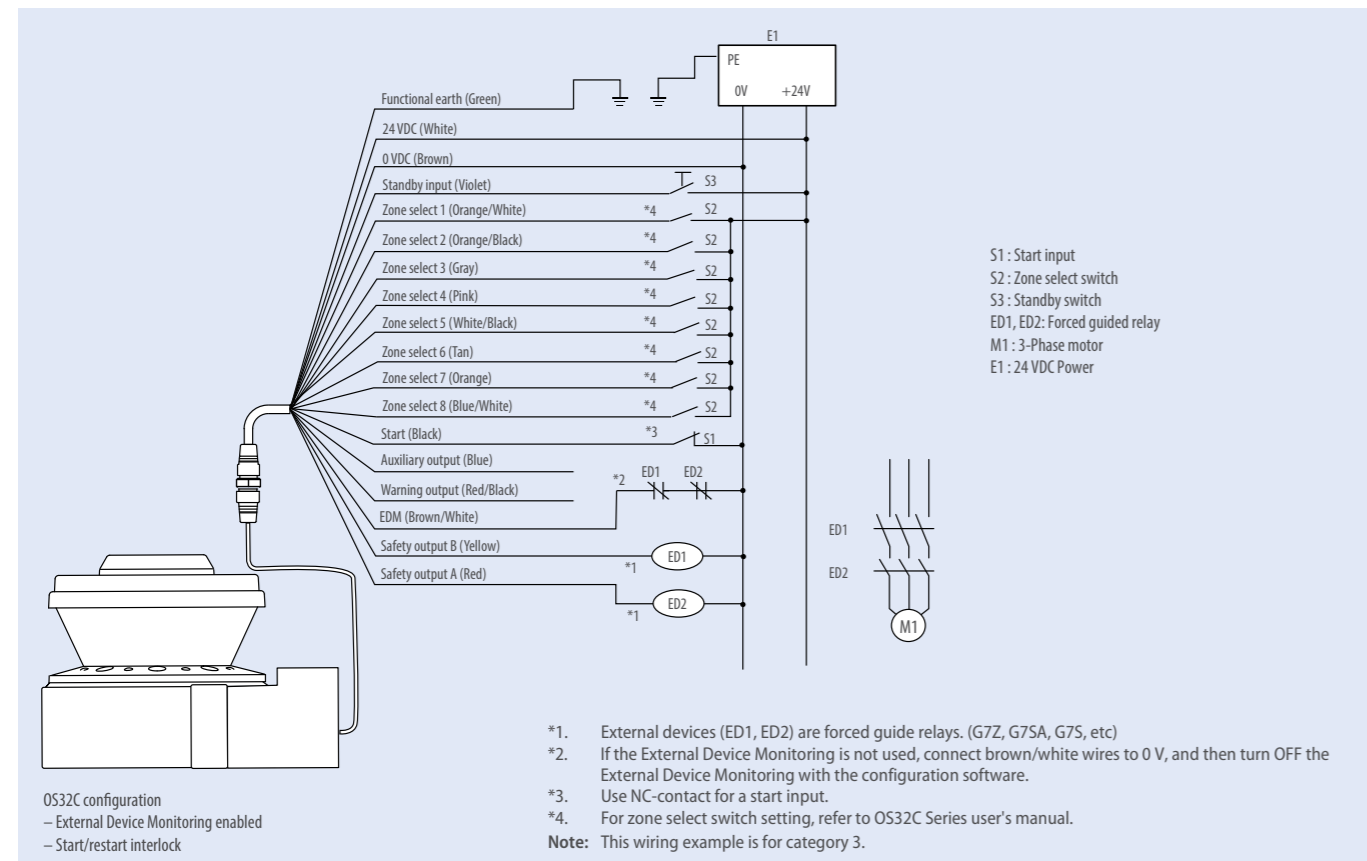 E1
PE
0V +24V
Functional earth (Green)
24 VDC (White)
0 VDC (Brown)
Standby input (Violet) S3
Zone select 1 (Orange/White) *4 S2
Zone select 2 (Orange/Black) *4 S2
Zone select 3 (Gray) *4 S2
Zone select 4 (Pink) *4 S2
Zone select 5 (White/Black) *4 S2
Zone select 6 (Tan) *4 S2
Zone select 7 (Orange) *4 S2
Zone select 8 (Blue/White) *4 S2
Start (Black) *3 S1
Auxiliary output (Blue)
Warning output (Red/Black) *2 ED1 ED2
EDM (Brown/White)
Safety output B (Yellow) *1 ED1
Safety output A (Red) *1 ED2
S1 : Start input
S2 : Zone select switch
S3 : Standby switch
ED1, ED2: Forced guided relay
M1 : 3-Phase motor
E1 : 24 VDC Power
ED1
ED2
M1
OS32C configuration
– External Device Monitoring enabled
– Start/restart interlock
*1. External devices (ED1, ED2) are forced guide relays. (G7Z, G7SA, G7S, etc)
*2. If the External Device Monitoring is not used, connect brown/white wires to 0 V, and then turn OFF the
External Device Monitoring with the configuration software.
*3. Use NC-contact for a start input.
*4. For zone select switch setting, refer to OS32C Series user's manual.
Note: This wiring example is for category 3.